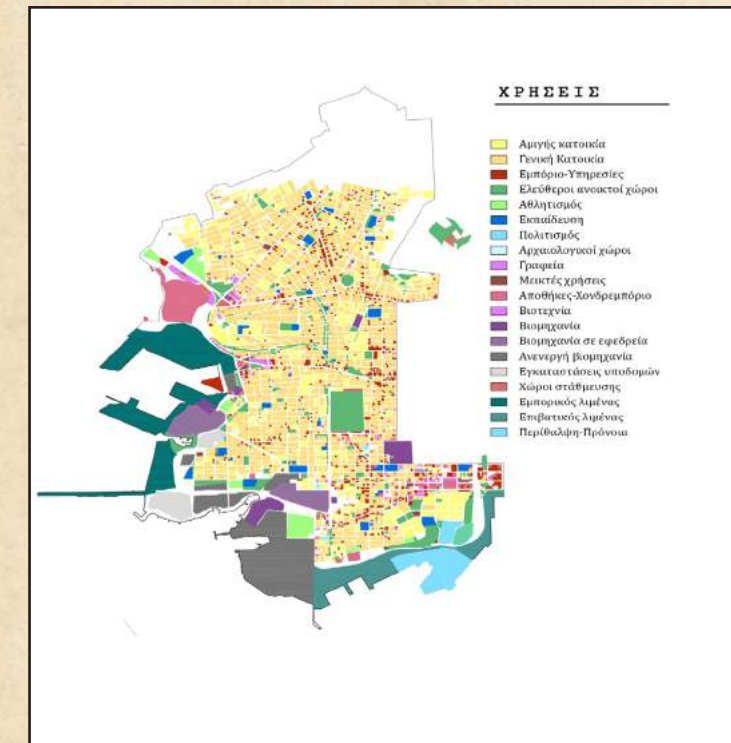 ΧΡΗΣΕΙΣ
Αμιγής κατοικία
Γενική Κατοικία
Εμπόριο-Υπηρεσίες
Ελεύθεροι ανοικτοί χώροι
Αθλητισμός
Εκπαίδευση
Πολιτισμός
Αρχαιολογικοί χώροι
Γραφεία
Μεικτές χρήσεις
Αποθήκες-Χονδρεμπόριο
Βιοτεχνία
Βιομηχανία
Βιομηχανία σε εφεδρεία
Ανενεργή βιομηχανία
Εγκαταστάσεις υποδομών
Χώροι στάθμευσης
Εμπορικός λιμένας
Επιβατικός λιμένας
Περίθαλψη-Πρόνοια